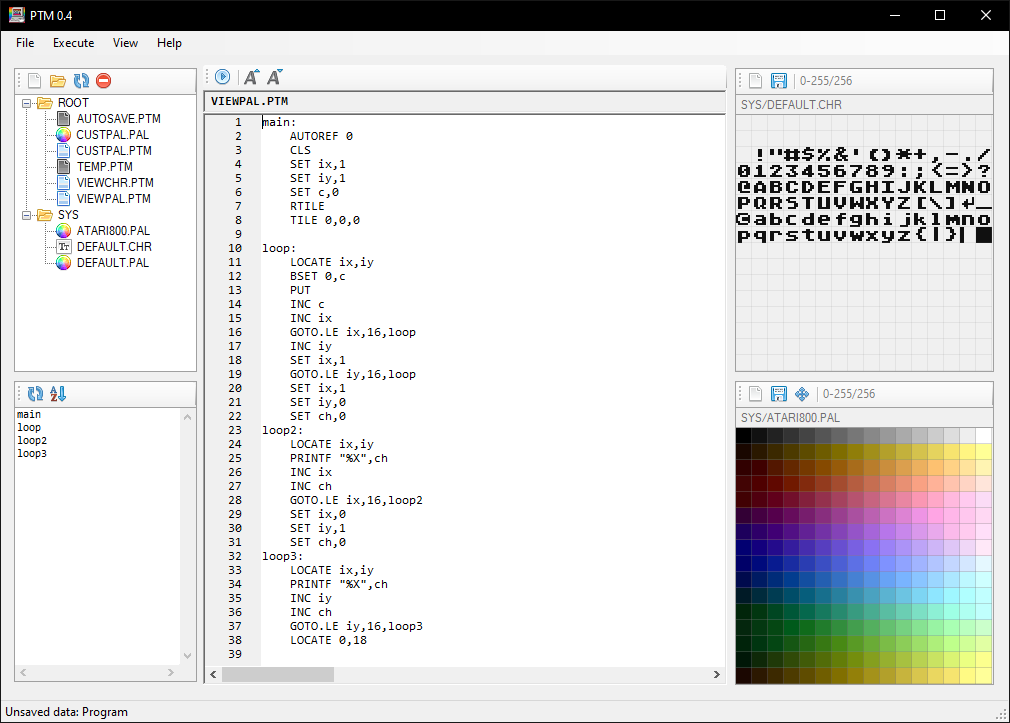 PTM 0.4
File Execute View Help
ROOT
AUTOSAVE.PTM
CUSTPAL.PAL
CUSTPAL.PTM
TEMP.PTM
VIEWCHR.PTM
VIEWPAL.PTM
SYS
ATARI800.PAL
DEFAULT.CHR
DEFAULT.PAL
main
loop
loop2
loop3
VIEWPAL.PTM
1 main:
2 AUTOREF 0
3 CLS
4 SET ix,1
5 SET iy,1
6 SET c,0
7 RTILE
8 TILE 0,0,0
9
10 loop:
11 LOCATE ix,iy
12 BSET 0,c
13 PUT
14 INC c
15 INC ix
16 GOTO.LE ix,16,loop
17 INC iy
18 SET ix,1
19 GOTO.LE iy,16,loop
20 SET ix,1
21 SET iy,0
22 SET ch,0
23 loop2:
24 LOCATE ix,iy
25 PRINTF "%X",ch
26 INC ix
27 INC ch
28 GOTO.LE ix,16,loop2
29 SET ix,0
30 SET iy,1
31 SET ch,0
32 loop3:
33 LOCATE ix,iy
34 PRINTF "%X",ch
35 INC iy
36 INC ch
37 GOTO.LE iy,16,loop3
38 LOCATE 0,18
39
0-255/256
SYS/DEFAULT.CHR
!"#$%&'()*+,-./
0123456789:;<=>?
@ABCDEFGHIJKLMNO
PQRSTUVWXYZ[\]↵_
@abcdefghijklmno
pqrstuvwxyz{|}|
0-255/256
SYS/ATARI800.PAL
Unsaved data: Program